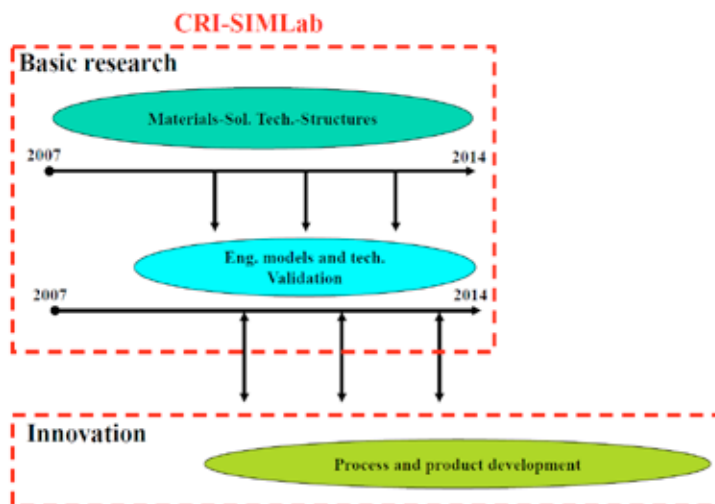 CRI-SIMLab
Basic research
Materials-Sol. Tech.-Structures
2007
2014
Eng. models and tech.
Validation
2007
2014
Innovation
Process and product development